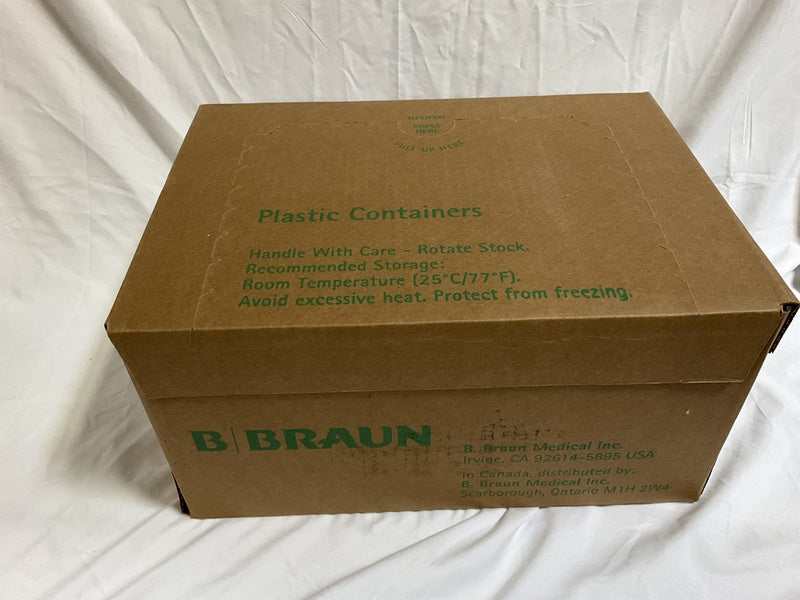 TO OPEN
PRESS
HERE
PULL UP HERE
Plastic Containers
Handle With Care – Rotate Stock.
Recommended Storage:
Room Temperature (25°C/77°F).
Avoid excessive heat. Protect from freezing.
B|BRAUN
B. Braun Medical Inc.
Irvine, CA 92614-5895 USA
In Canada, distributed by:
B. Braun Medical Inc.
Scarborough, Ontario M1H 2W4